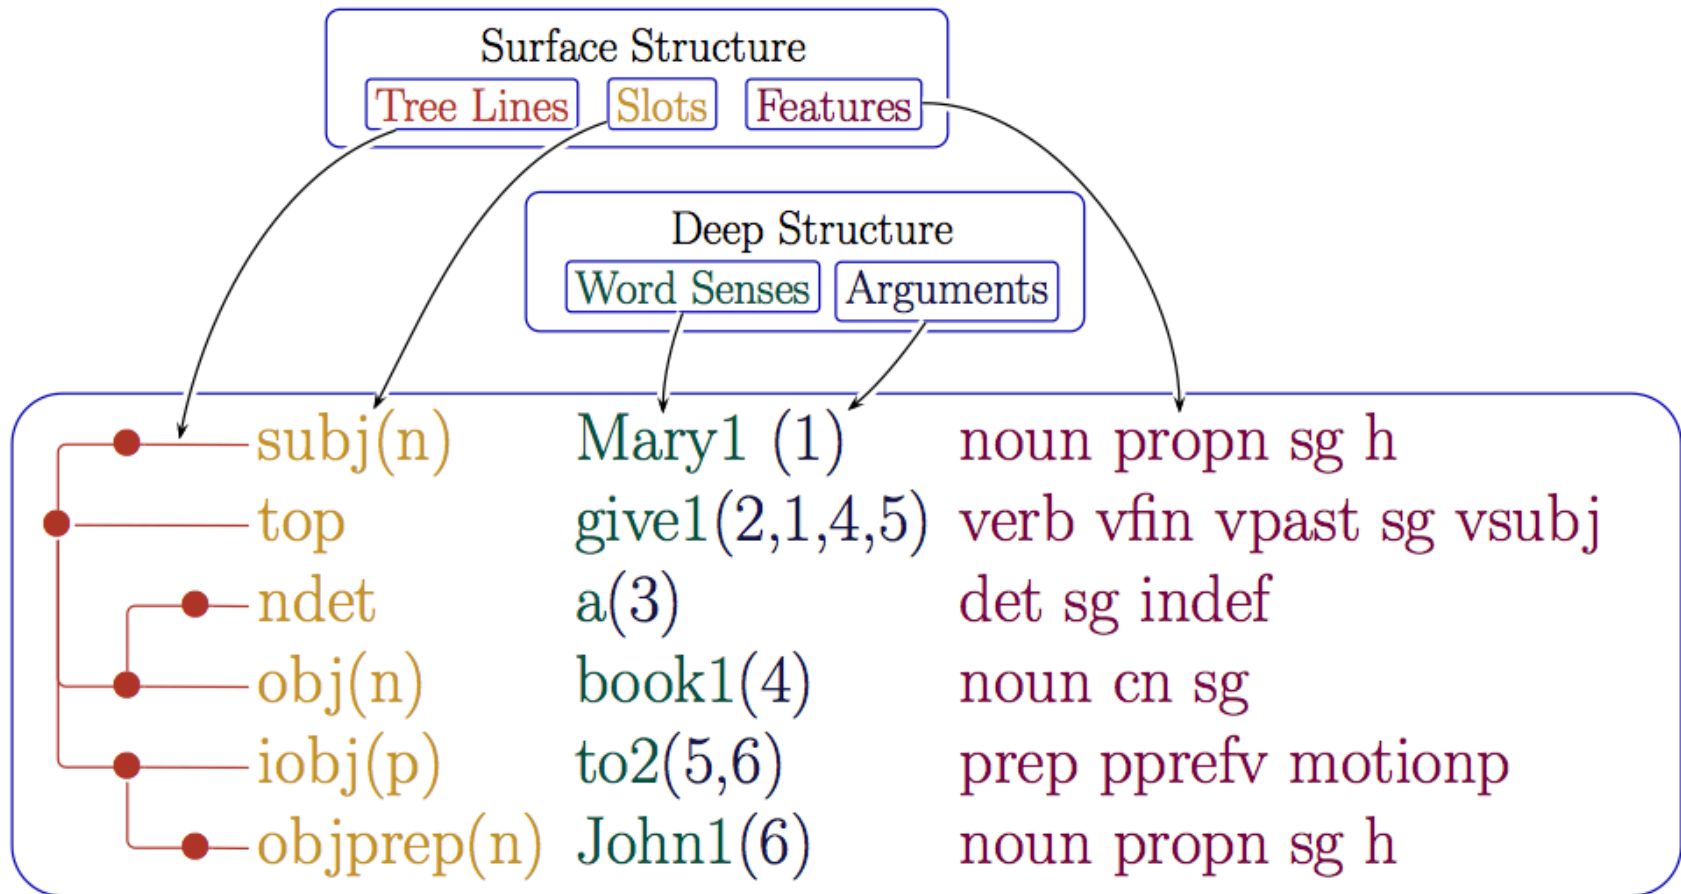 Surface Structure
Tree Lines Slots Features
Deep Structure
Word Senses Arguments
subj(n) Mary1 (1) noun propn sg h
top give1(2,1,4,5) verb vfin vpast sg vsubj
ndet a(3) det sg indef
obj(n) book1(4) noun cn sg
iobj(p) to2(5,6) prep pprefv motionp
objprep(n) John1(6) noun propn sg h